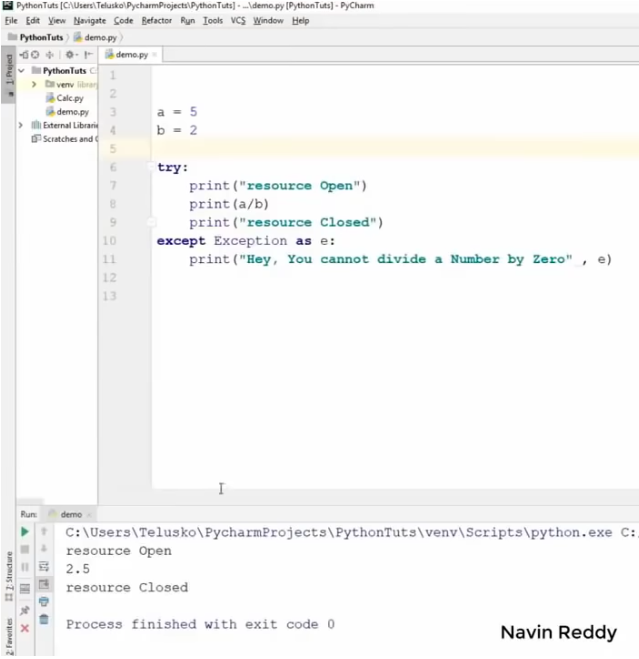 PythonTuts [C:\Users\Telusko\PycharmProjects\PythonTuts] - ...\demo.py [PythonTuts] - PyCharm
File Edit View Navigate Code Refactor Run Tools VCS Window Help
PythonTuts demo.py
1: Project
demo.py
PythonTuts C:
venv library
Calc.py
demo.py
External Librarie
Scratches and C
1
2
3 a = 5
4 b = 2
5
6 try:
7 print("resource Open")
8 print(a/b)
9 print("resource Closed")
10 except Exception as e:
11 print("Hey, You cannot divide a Number by Zero" , e)
12
13
Run: demo
C:\Users\Telusko\PycharmProjects\PythonTuts\venv\Scripts\python.exe C:/
resource Open
2.5
resource Closed
Process finished with exit code 0
7: Structure
2: Favorites
Navin Reddy